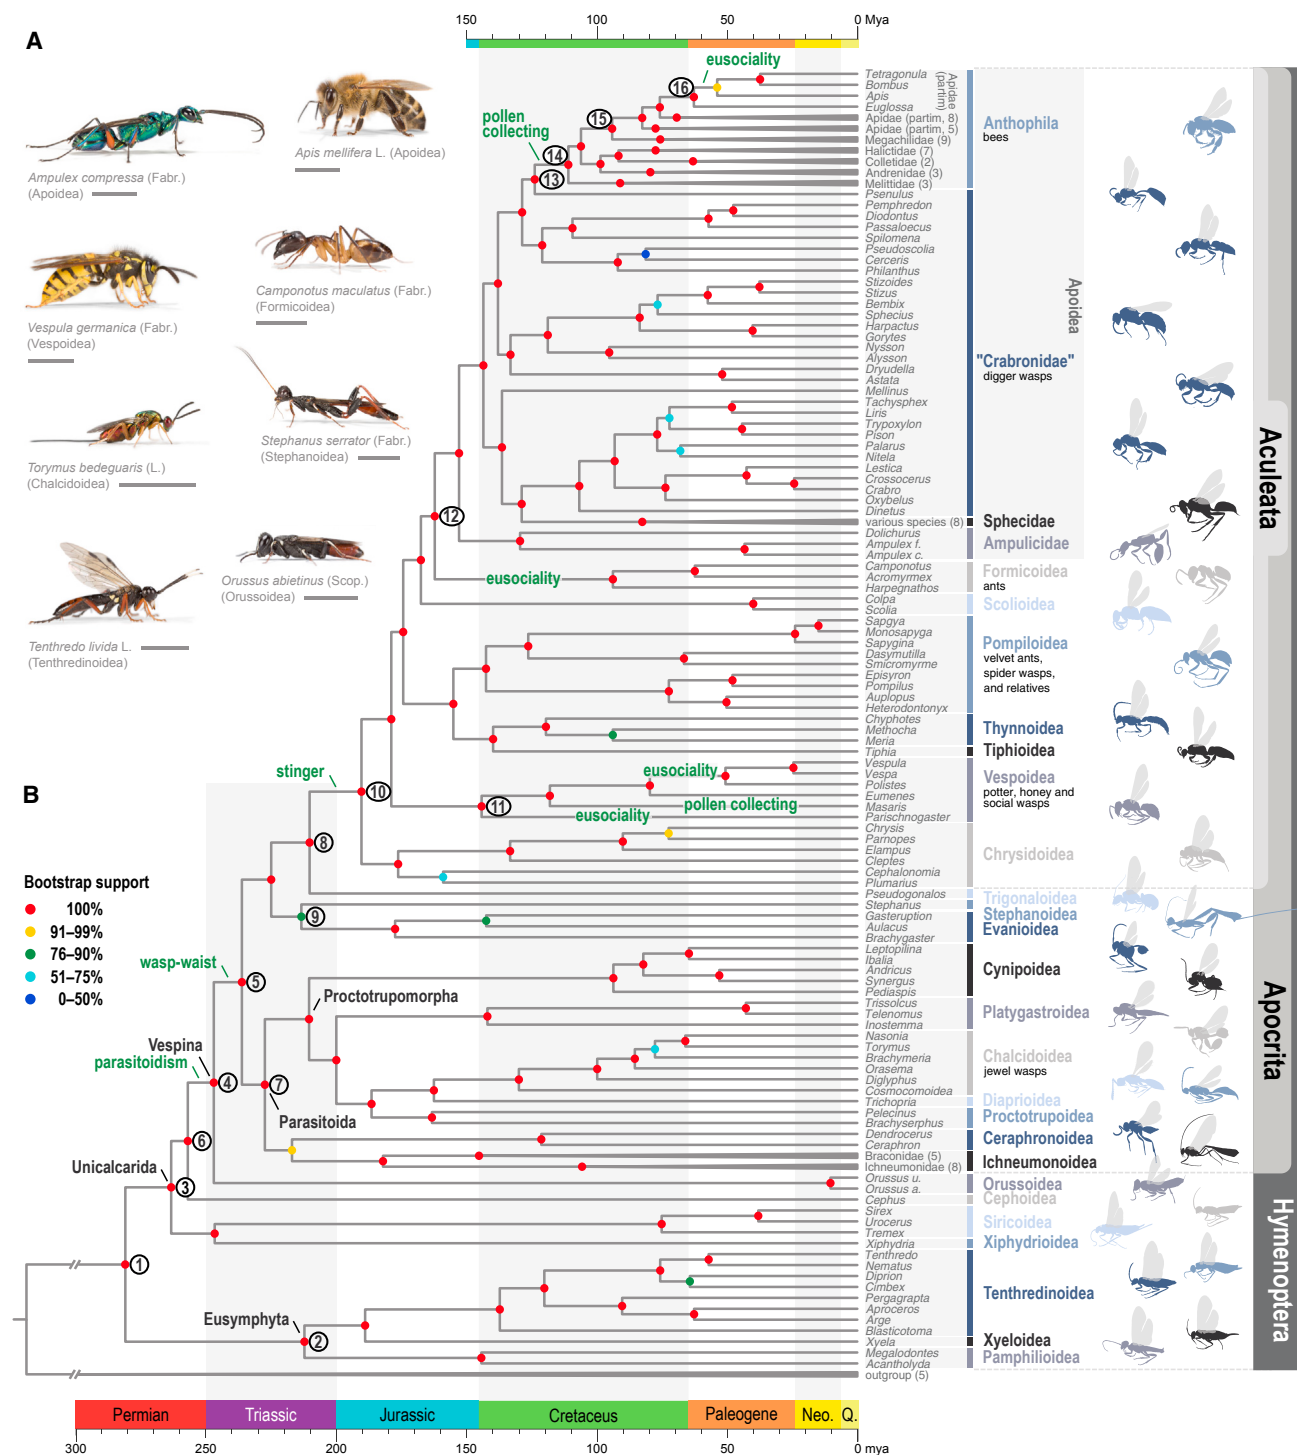 150 100 50 0 Mya
A
eusociality
16
Tetragonula
Bombus
Apis
Euglossa
Apidae (partim)
15
Apidae (partim, 8)
Apidae (partim, 5)
Megachilidae (9)
Halictidae (7)
Colletidae (2)
Andrenidae (3)
Melittidae (3)
pollen
collecting
14
13
Anthophila
bees
Psenulus
Pemphredon
Diodontus
Passaloecus
Spilomena
Pseudoscolia
Cerceris
Philanthus
Stizoides
Stizus
Bembix
Sphecius
Harpactus
Gorytes
Nysson
Alysson
Dryudella
Astata
Mellinus
Tachysphex
Liris
Trypoxylon
Pison
Palarus
Nitela
Lestica
Crossocerus
Crabro
Oxybelus
Dinetus
"Crabronidae"
digger wasps
Apoidea
various species (8)
Sphecidae
Dolichurus
Ampulex f.
Ampulex c.
Ampulicidae
12
eusociality
Camponotus
Acromyrmex
Harpegnathos
Formicoidea
ants
Colpa
Scolia
Scolioidea
Sapgya
Monosapyga
Sapygina
Dasymutilla
Smicromyrme
Episyron
Pompilus
Auplopus
Heterodontonyx
Pompiloidea
velvet ants,
spider wasps,
and relatives
Chyphotes
Methocha
Meria
Thynnoidea
Tiphia
Tiphioidea
stinger
10
11
eusociality
pollen collecting
eusociality
Vespula
Vespa
Polistes
Eumenes
Masaris
Parischnogaster
Vespoidea
potter, honey and
social wasps
Chrysis
Parnopes
Elampus
Cleptes
Cephalonomia
Plumarius
Chrysidoidea
Aculeata
8
Pseudogonalos
Trigonaloidea
9
Stephanus
Stephanoidea
Gasteruption
Aulacus
Brachygaster
Evanioidea
wasp-waist
5
Leptopilina
Ibalia
Andricus
Synergus
Pediaspis
Cynipoidea
Proctotrupomorpha
Trissolcus
Telenomus
Inostemma
Platygastroidea
Nasonia
Torymus
Brachymeria
Orasema
Diglyphus
Cosmocomoidea
Chalcidoidea
jewel wasps
Vespina
parasitoidism
4
7
Parasitoida
Trichopria
Diaprioidea
Pelecinus
Brachyserphus
Proctotrupoidea
Dendrocerus
Ceraphron
Ceraphronoidea
Braconidae (5)
Ichneumonidae (8)
Ichneumonoidea
Apocrita
6
Unicalcarida
3
Orussus u.
Orussus a.
Orussoidea
Cephus
Cephoidea
Sirex
Urocerus
Tremex
Siricoidea
Xiphydria
Xiphydrioidea
1
Tenthredo
Nematus
Diprion
Cimbex
Pergagrapta
Aproceros
Arge
Blasticotoma
Tenthredinoidea
Eusymphyta
2
Xyela
Xyeloidea
Megalodontes
Acantholyda
Pamphilioidea
Hymenoptera
outgroup (5)
Ampulex compressa (Fabr.)
(Apoidea)
Apis mellifera L. (Apoidea)
Vespula germanica (Fabr.)
(Vespoidea)
Camponotus maculatus (Fabr.)
(Formicoidea)
Torymus bedeguaris (L.)
(Chalcidoidea)
Stephanus serrator (Fabr.)
(Stephanoidea)
Tenthredo livida L.
(Tenthredinoidea)
Orussus abietinus (Scop.)
(Orussoidea)
B
Bootstrap support
100%
91–99%
76–90%
51–75%
0–50%
Permian Triassic Jurassic Cretaceus Paleogene Neo. Q.
300 250 200 150 100 50 0 mya